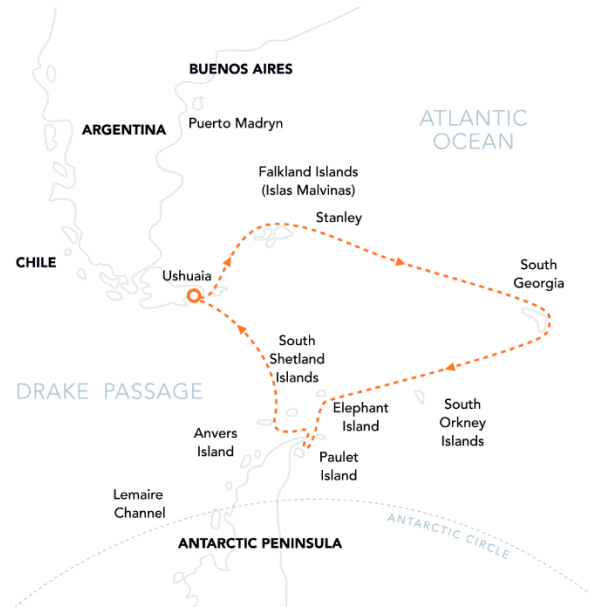 BUENOS AIRES
ARGENTINA
Puerto Madryn
ATLANTIC
OCEAN
Falkland Islands
(Islas Malvinas)
Stanley
CHILE
Ushuaia
South
Georgia
South
Shetland
Islands
DRAKE PASSAGE
Elephant
Island
South
Orkney
Islands
Anvers
Island
Paulet
Island
Lemaire
Channel
ANTARCTIC CIRCLE
ANTARCTIC PENINSULA